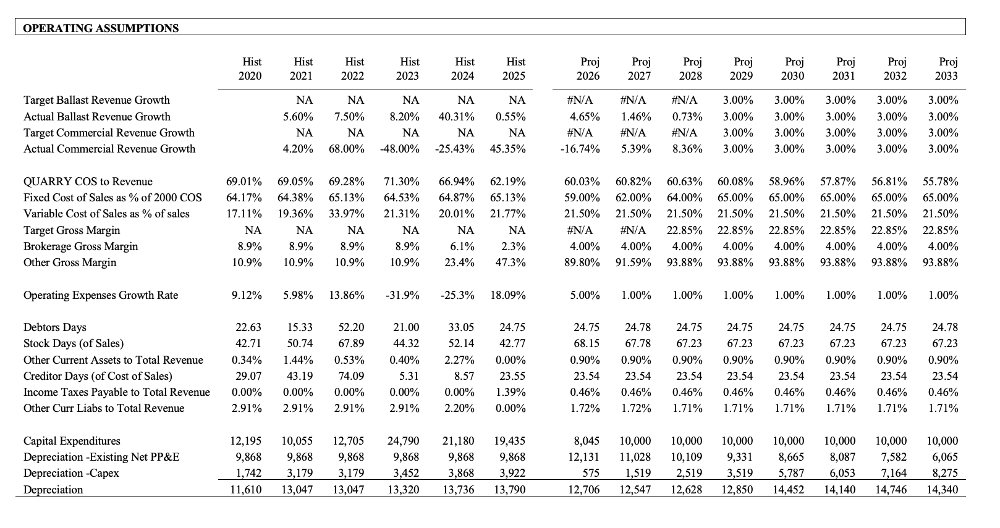 OPERATING ASSUMPTIONS
Hist Hist Hist Hist Hist Hist Proj Proj Proj Proj Proj Proj Proj Proj
2020 2021 2022 2023 2024 2025 2026 2027 2028 2029 2030 2031 2032 2033
Target Ballast Revenue Growth NA NA NA NA NA #N/A #N/A #N/A 3.00% 3.00% 3.00% 3.00% 3.00%
Actual Ballast Revenue Growth 5.60% 7.50% 8.20% 40.31% 0.55% 4.65% 1.46% 0.73% 3.00% 3.00% 3.00% 3.00% 3.00%
Target Commercial Revenue Growth NA NA NA NA NA #N/A #N/A #N/A 3.00% 3.00% 3.00% 3.00% 3.00%
Actual Commercial Revenue Growth 4.20% 68.00% -48.00% -25.43% 45.35% -16.74% 5.39% 8.36% 3.00% 3.00% 3.00% 3.00% 3.00%
QUARRY COS to Revenue 69.01% 69.05% 69.28% 71.30% 66.94% 62.19% 60.03% 60.82% 60.63% 60.08% 58.96% 57.87% 56.81% 55.78%
Fixed Cost of Sales as % of 2000 COS 64.17% 64.38% 65.13% 64.53% 64.87% 65.13% 59.00% 62.00% 64.00% 65.00% 65.00% 65.00% 65.00% 65.00%
Variable Cost of Sales as % of sales 17.11% 19.36% 33.97% 21.31% 20.01% 21.77% 21.50% 21.50% 21.50% 21.50% 21.50% 21.50% 21.50% 21.50%
Target Gross Margin NA NA NA NA NA NA #N/A #N/A 22.85% 22.85% 22.85% 22.85% 22.85% 22.85%
Brokerage Gross Margin 8.9% 8.9% 8.9% 8.9% 6.1% 2.3% 4.00% 4.00% 4.00% 4.00% 4.00% 4.00% 4.00% 4.00%
Other Gross Margin 10.9% 10.9% 10.9% 10.9% 23.4% 47.3% 89.80% 91.59% 93.88% 93.88% 93.88% 93.88% 93.88% 93.88%
Operating Expenses Growth Rate 9.12% 5.98% 13.86% -31.9% -25.3% 18.09% 5.00% 1.00% 1.00% 1.00% 1.00% 1.00% 1.00% 1.00%
Debtors Days 22.63 15.33 52.20 21.00 33.05 24.75 24.75 24.78 24.75 24.75 24.75 24.75 24.75 24.78
Stock Days (of Sales) 42.71 50.74 67.89 44.32 52.14 42.77 68.15 67.78 67.23 67.23 67.23 67.23 67.23 67.23
Other Current Assets to Total Revenue 0.34% 1.44% 0.53% 0.40% 2.27% 0.00% 0.90% 0.90% 0.90% 0.90% 0.90% 0.90% 0.90% 0.90%
Creditor Days (of Cost of Sales) 29.07 43.19 74.09 5.31 8.57 23.55 23.54 23.54 23.54 23.54 23.54 23.54 23.54 23.54
Income Taxes Payable to Total Revenue 0.00% 0.00% 0.00% 0.00% 0.00% 1.39% 0.46% 0.46% 0.46% 0.46% 0.46% 0.46% 0.46% 0.46%
Other Curr Liabs to Total Revenue 2.91% 2.91% 2.91% 2.91% 2.20% 0.00% 1.72% 1.72% 1.71% 1.71% 1.71% 1.71% 1.71% 1.71%
Capital Expenditures 12,195 10,055 12,705 24,790 21,180 19,435 8,045 10,000 10,000 10,000 10,000 10,000 10,000 10,000
Depreciation -Existing Net PP&E 9,868 9,868 9,868 9,868 9,868 9,868 12,131 11,028 10,109 9,331 8,665 8,087 7,582 6,065
Depreciation -Capex 1,742 3,179 3,179 3,452 3,868 3,922 575 1,519 2,519 3,519 5,787 6,053 7,164 8,275
Depreciation 11,610 13,047 13,047 13,320 13,736 13,790 12,706 12,547 12,628 12,850 14,452 14,140 14,746 14,340